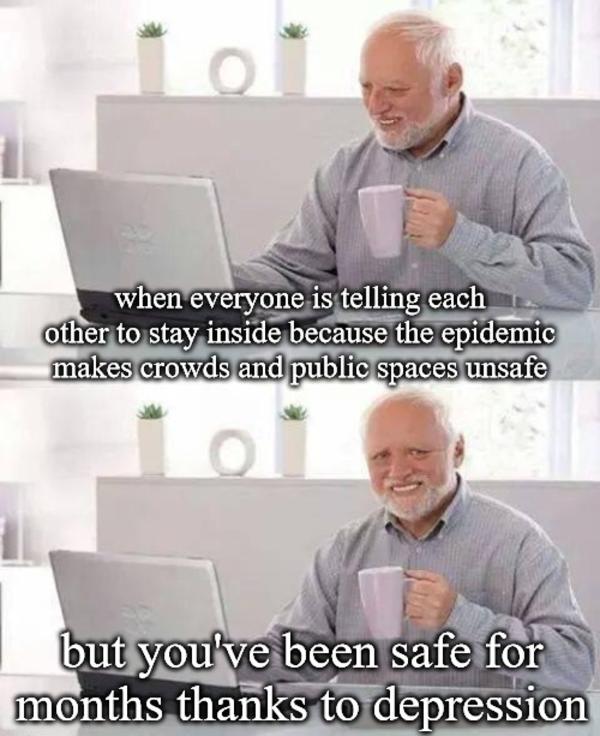 when everyone is telling each
other to stay inside because the epidemic
makes crowds and public spaces unsafe
but you've been safe for
months thanks to depression